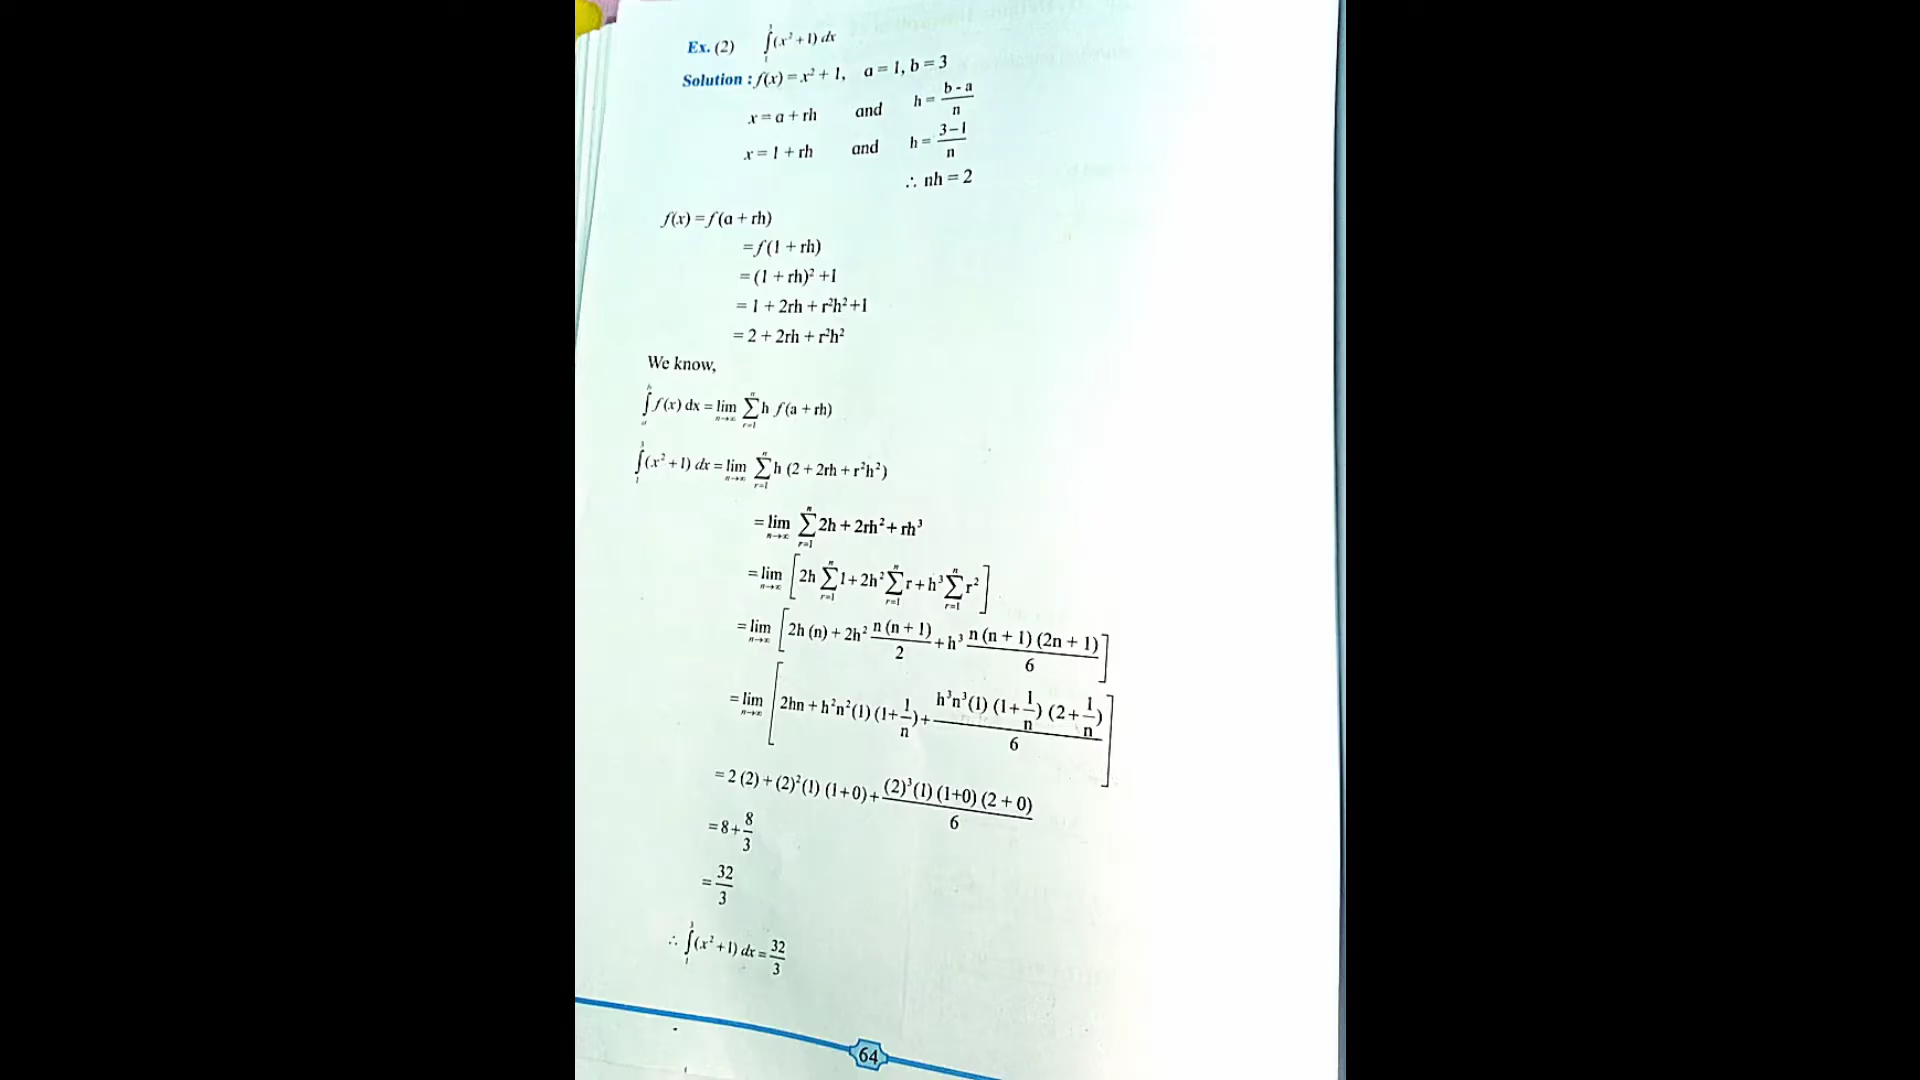 Ex. (2) ∫₁³ (x² + 1) dx
Solution : f(x) = x² + 1, a = 1, b = 3
x = a + rh and h = (b - a)/n
x = 1 + rh and h = (3 – 1)/n
∴ nh = 2
f(x) = f(a + rh)
= f(1 + rh)
= (1 + rh)² +1
= 1 + 2rh + r²h² +1
= 2 + 2rh + r²h²
We know,
∫ₐᵇ f(x) dx = lim_{n→∞} ∑_{r=1}^{n} h f(a + rh)
∫₁³ (x² + 1) dx = lim_{n→∞} ∑_{r=1}^{n} h (2 + 2rh + r²h²)
= lim_{n→∞} ∑_{r=1}^{n} 2h + 2rh² + rh³
= lim_{n→∞} [2h ∑_{r=1}^{n} 1 + 2h² ∑_{r=1}^{n} r + h³ ∑_{r=1}^{n} r²]
= lim_{n→∞} [2h (n) + 2h² n (n + 1)/2 + h³ n (n + 1) (2n + 1)/6]
= lim_{n→∞} [2hn + h²n² (1) (1 + 1/n) + h³n³ (1) (1 + 1/n) (2 + 1/n)/6]
= 2 (2) + (2)² (1) (1+0) + (2)³ (1) (1+0) (2 + 0)/6
= 8 + 8/3
= 32/3
∴ ∫₁³ (x² + 1) dx = 32/3
64